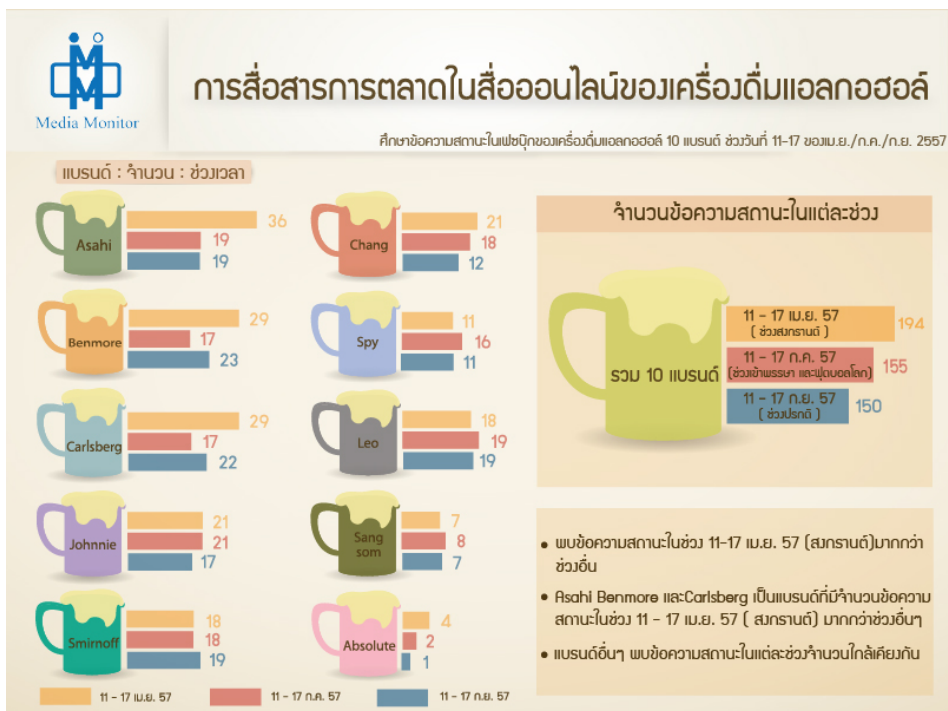 Media Monitor
การสื่อสารการตลาดในสื่อออนไลน์ของเครื่องดื่มแอลกอฮอล์
ศึกษาข้อความสถานะในเฟซบุ๊กของเครื่องดื่มแอลกอฮอล์ 10 แบรนด์ ช่วงวันที่ 11-17 ของเม.ย./ก.ค./ก.ย. 2557
แบรนด์ : จำนวน : ช่วงเวลา
Asahi
36
19
19
Benmore
29
17
23
Carlsberg
29
17
22
Johnnie
21
21
17
Smirnoff
18
18
19
Chang
21
18
12
Spy
11
16
11
Leo
18
19
19
Sang
som
7
8
7
Absolute
4
2
1
11 - 17 เม.ย. 57
11 - 17 ก.ค. 57
11 - 17 ก.ย. 57
จำนวนข้อความสถานะในแต่ละช่วง
รวม 10 แบรนด์
11 - 17 เม.ย. 57
( ช่วงสงกรานต์ )
194
11 - 17 ก.ค. 57
(ช่วงเข้าพรรษา และฟุตบอลโลก)
155
11 - 17 ก.ย. 57
( ช่วงปรกติ )
150
• พบข้อความสถานะในช่วง 11-17 เม.ย. 57 (สงกรานต์)มากกว่า
ช่วงอื่น
• Asahi Benmore และCarlsberg เป็นแบรนด์ที่มีจำนวนข้อความ
สถานะในช่วง 11 - 17 เม.ย. 57 ( สงกรานต์) มากกว่าช่วงอื่นๆ
• แบรนด์อื่นๆ พบข้อความสถานะในแต่ละช่วงจำนวนใกล้เคียงกัน